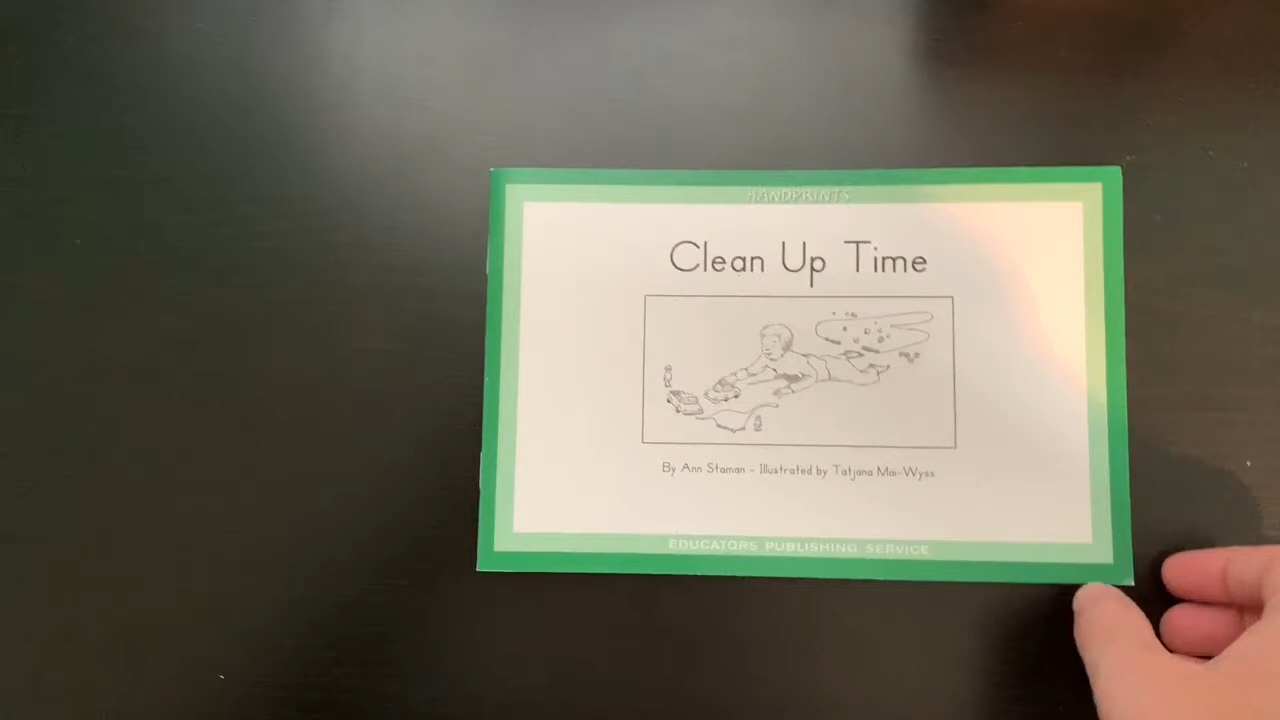 HANDPRINTS
Clean Up Time
By Ann Staman - Illustrated by Tatjana Mai-Wyss
EDUCATORS PUBLISHING SERVICE